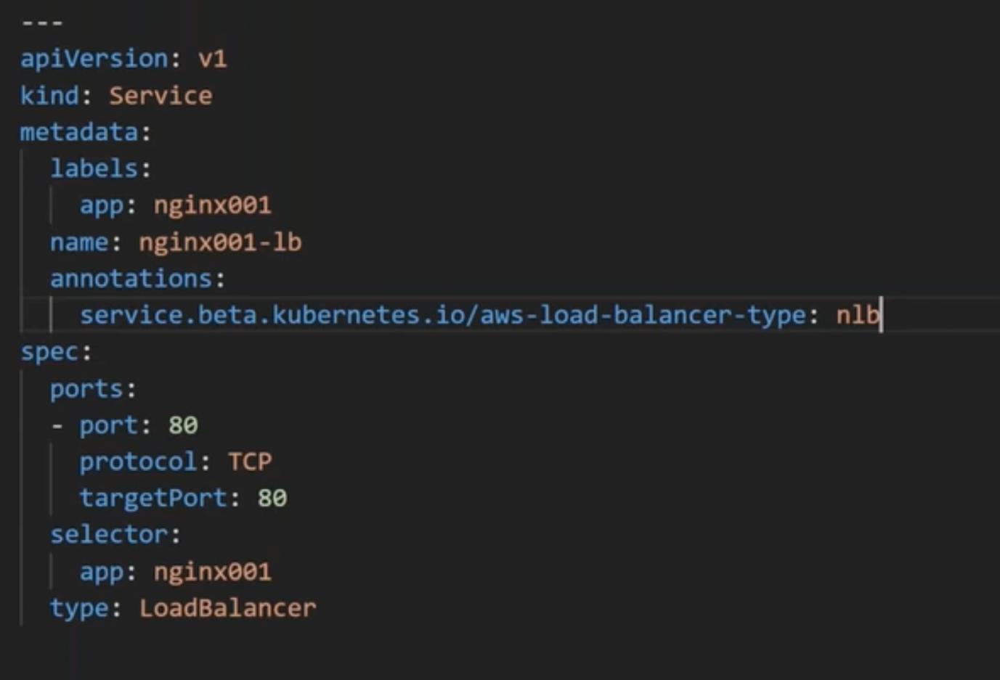 ---
apiVersion: v1
kind: Service
metadata:
  labels:
    app: nginx001
  name: nginx001-lb
  annotations:
    service.beta.kubernetes.io/aws-load-balancer-type: nlb
spec:
  ports:
  - port: 80
    protocol: TCP
    targetPort: 80
  selector:
    app: nginx001
  type: LoadBalancer